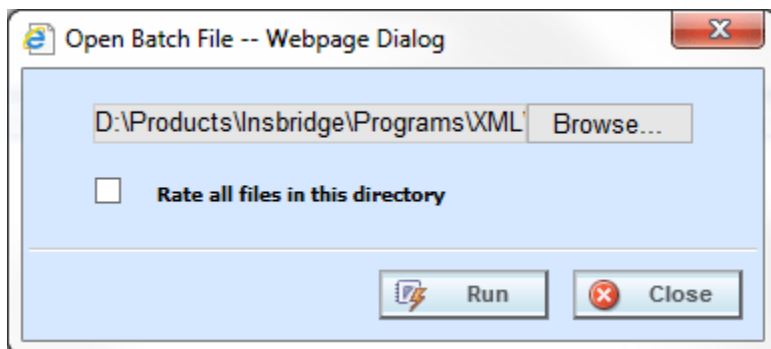 Open Batch File -- Webpage Dialog
D:\Products\Insbridge\Programs\XML\ Browse...
Rate all files in this directory
Run Close